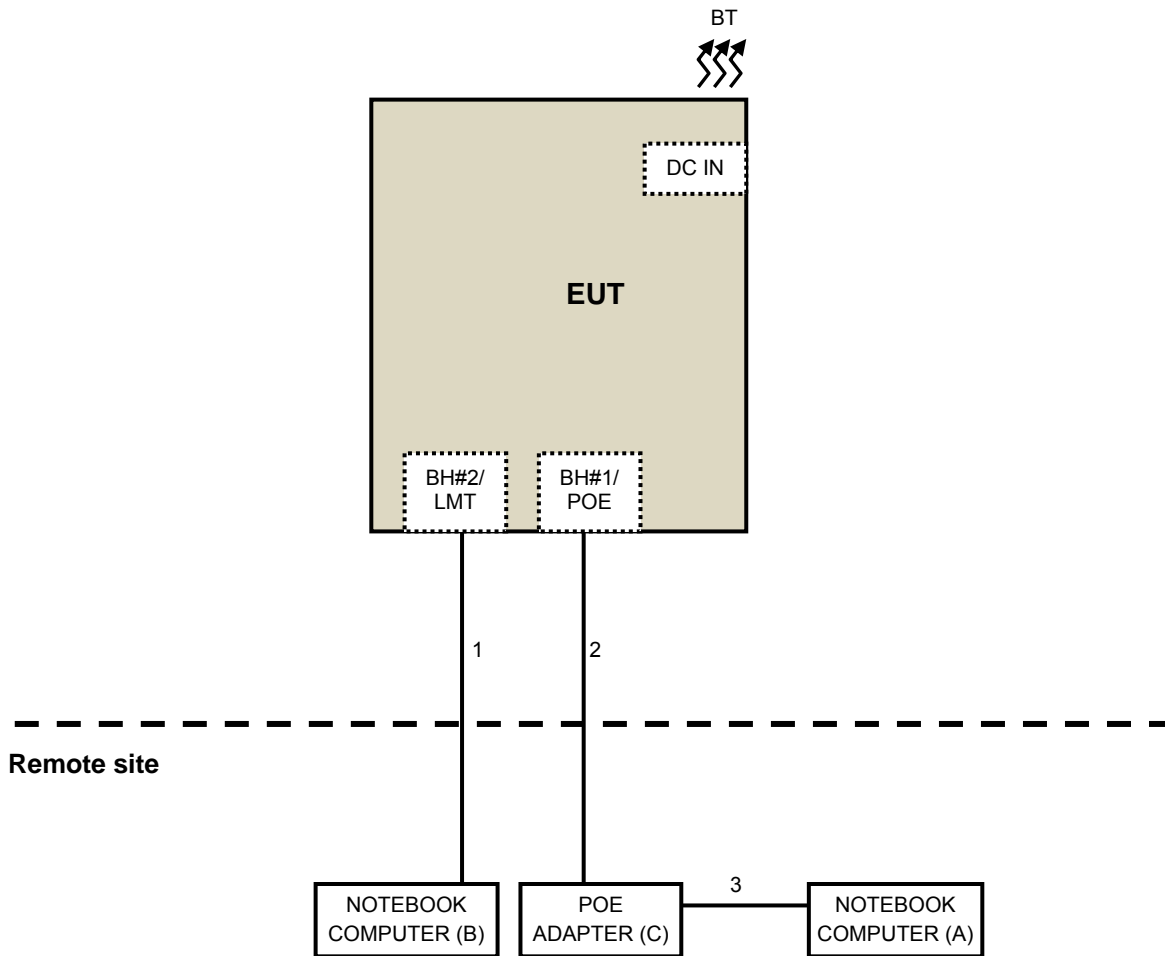 BT
DC IN
EUT
BH#2/
LMT
BH#1/
POE
1
2
Remote site
NOTEBOOK
COMPUTER (B)
POE
ADAPTER (C)
3
NOTEBOOK
COMPUTER (A)